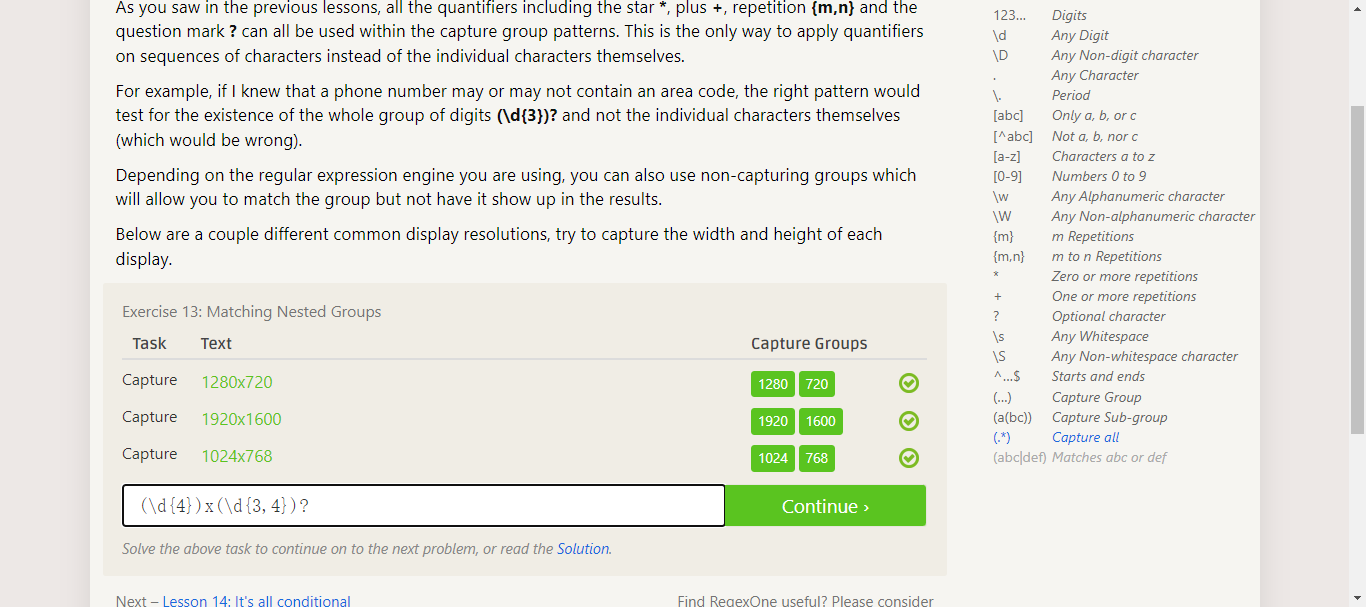 As you saw in the previous lessons, all the quantifiers including the star *, plus +, repetition {m,n} and the
question mark ? can all be used within the capture group patterns. This is the only way to apply quantifiers
on sequences of characters instead of the individual characters themselves.
For example, if I knew that a phone number may or may not contain an area code, the right pattern would
test for the existence of the whole group of digits (\d{3})? and not the individual characters themselves
(which would be wrong).
Depending on the regular expression engine you are using, you can also use non-capturing groups which
will allow you to match the group but not have it show up in the results.
Below are a couple different common display resolutions, try to capture the width and height of each
display.
Exercise 13: Matching Nested Groups
Task Text Capture Groups
Capture 1280x720 1280 720
Capture 1920x1600 1920 1600
Capture 1024x768 1024 768
(\d{4})x(\d{3,4})? Continue ›
Solve the above task to continue on to the next problem, or read the Solution.
Next – Lesson 14: It's all conditional
Find RegexOne useful? Please consider
123... Digits
\d Any Digit
\D Any Non-digit character
. Any Character
\. Period
[abc] Only a, b, or c
[^abc] Not a, b, nor c
[a-z] Characters a to z
[0-9] Numbers 0 to 9
\w Any Alphanumeric character
\W Any Non-alphanumeric character
{m} m Repetitions
{m,n} m to n Repetitions
* Zero or more repetitions
+ One or more repetitions
? Optional character
\s Any Whitespace
\S Any Non-whitespace character
^...$ Starts and ends
(...) Capture Group
(a(bc)) Capture Sub-group
(.*) Capture all
(abc|def) Matches abc or def